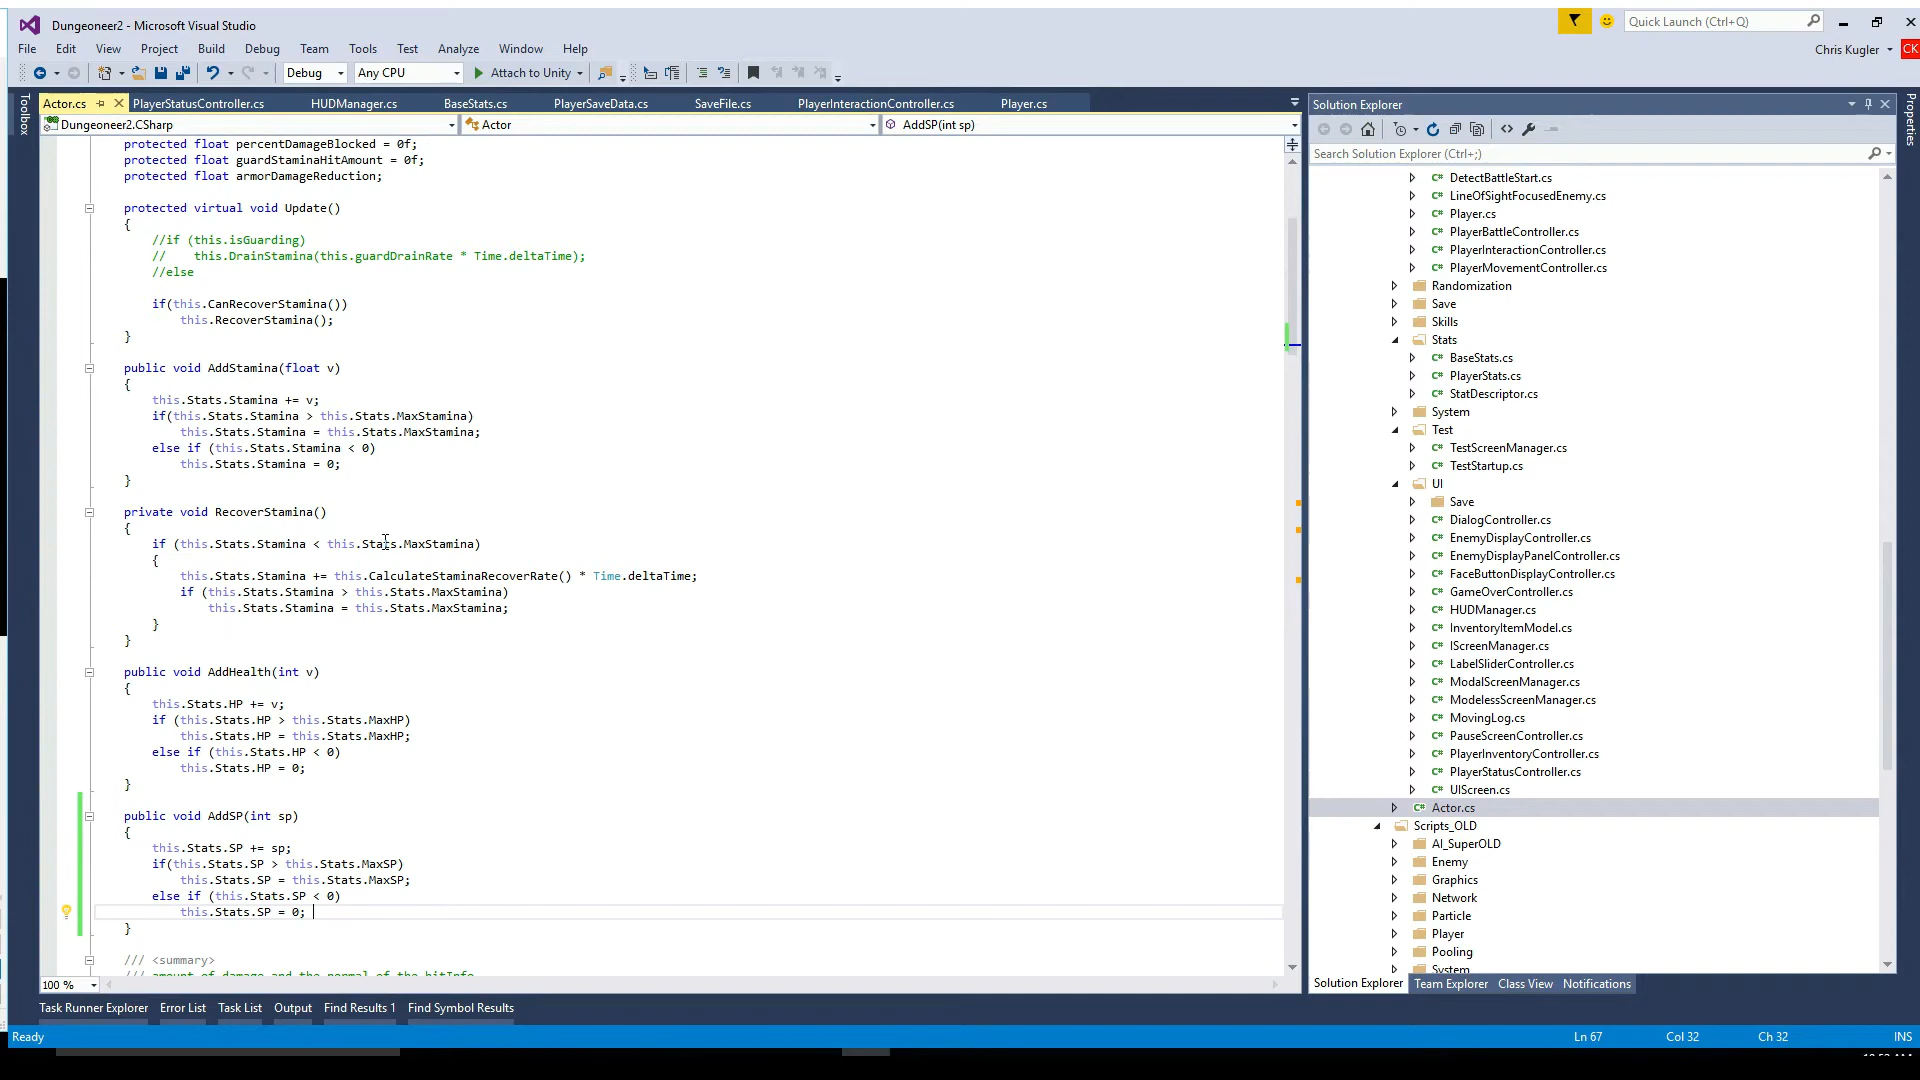 Dungeoneer2 - Microsoft Visual Studio
Quick Launch (Ctrl+Q)
File Edit View Project Build Debug Team Tools Test Analyze Window Help
Chris Kugler
CK
Debug Any CPU Attach to Unity
Toolbox
Actor.cs PlayerStatusController.cs HUDManager.cs BaseStats.cs PlayerSaveData.cs SaveFile.cs PlayerInteractionController.cs Player.cs
Dungeoneer2.CSharp Actor AddSP(int sp)
protected float percentDamageBlocked = 0f;
protected float guardStaminaHitAmount = 0f;
protected float armorDamageReduction;
protected virtual void Update()
{
//if (this.isGuarding)
// this.DrainStamina(this.guardDrainRate * Time.deltaTime);
//else
if(this.CanRecoverStamina())
this.RecoverStamina();
}
public void AddStamina(float v)
{
this.Stats.Stamina += v;
if(this.Stats.Stamina > this.Stats.MaxStamina)
this.Stats.Stamina = this.Stats.MaxStamina;
else if (this.Stats.Stamina < 0)
this.Stats.Stamina = 0;
}
private void RecoverStamina()
{
if (this.Stats.Stamina < this.Stats.MaxStamina)
{
this.Stats.Stamina += this.CalculateStaminaRecoverRate() * Time.deltaTime;
if (this.Stats.Stamina > this.Stats.MaxStamina)
this.Stats.Stamina = this.Stats.MaxStamina;
}
}
public void AddHealth(int v)
{
this.Stats.HP += v;
if (this.Stats.HP > this.Stats.MaxHP)
this.Stats.HP = this.Stats.MaxHP;
else if (this.Stats.HP < 0)
this.Stats.HP = 0;
}
public void AddSP(int sp)
{
this.Stats.SP += sp;
if(this.Stats.SP > this.Stats.MaxSP)
this.Stats.SP = this.Stats.MaxSP;
else if (this.Stats.SP < 0)
this.Stats.SP = 0;
}
/// <summary>
/// amount of damage and the normal of the hitInfo
100 %
Solution Explorer
Search Solution Explorer (Ctrl+;)
DetectBattleStart.cs
LineOfSightFocusedEnemy.cs
Player.cs
PlayerBattleController.cs
PlayerInteractionController.cs
PlayerMovementController.cs
Randomization
Save
Skills
Stats
BaseStats.cs
PlayerStats.cs
StatDescriptor.cs
System
Test
TestScreenManager.cs
TestStartup.cs
UI
Save
DialogController.cs
EnemyDisplayController.cs
EnemyDisplayPanelController.cs
FaceButtonDisplayController.cs
GameOverController.cs
HUDManager.cs
InventoryItemModel.cs
IScreenManager.cs
LabelSliderController.cs
ModalScreenManager.cs
ModelessScreenManager.cs
MovingLog.cs
PauseScreenController.cs
PlayerInventoryController.cs
PlayerStatusController.cs
UIScreen.cs
Actor.cs
Scripts_OLD
AI_SuperOLD
Enemy
Graphics
Network
Particle
Player
Pooling
System
Solution Explorer Team Explorer Class View Notifications
Properties
Task Runner Explorer Error List Task List Output Find Results 1 Find Symbol Results
Ready Ln 67 Col 32 Ch 32 INS